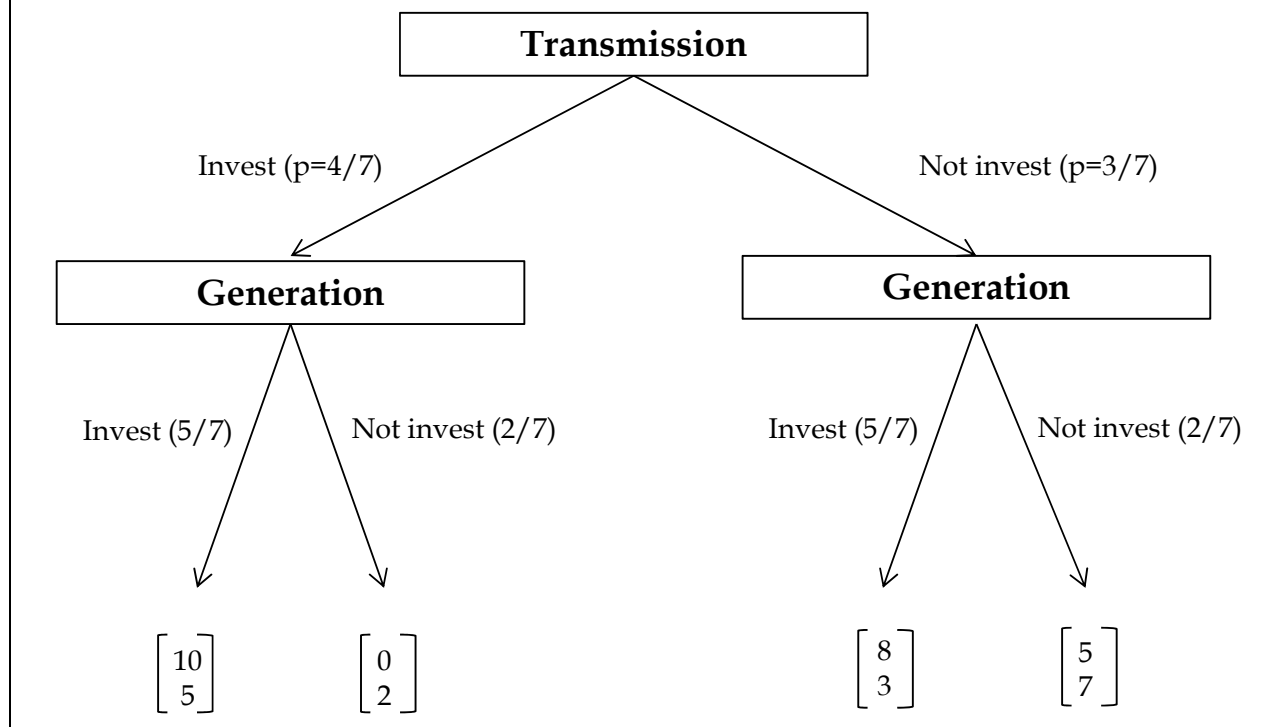 Transmission
Invest (p=4/7)
Not invest (p=3/7)
Generation
Generation
Invest (5/7)
Not invest (2/7)
Invest (5/7)
Not invest (2/7)
10
5
0
2
8
3
5
7